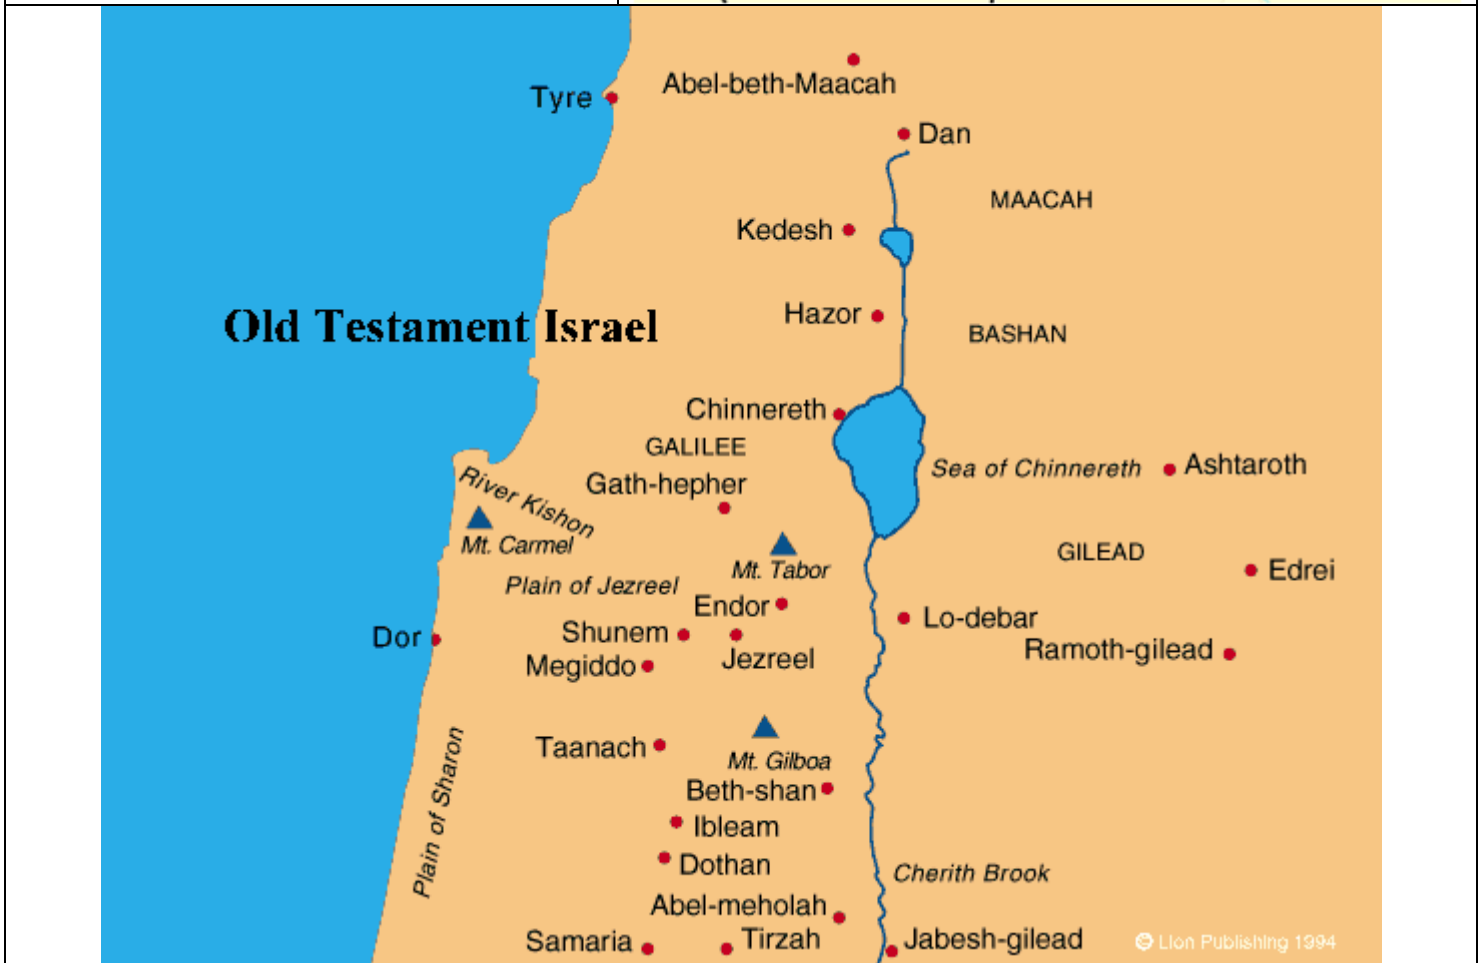 Abel-beth-Maacah
Tyre
Dan
MAACAH
Kedesh
Hazor
Old Testament Israel
BASHAN
Chinnereth
GALILEE
Sea of Chinnereth
Ashtaroth
Gath-hepher
River Kishon
Mt. Carmel
GILEAD
Mt. Tabor
Edrei
Plain of Jezreel
Endor
Lo-debar
Shunem
Dor
Ramoth-gilead
Jezreel
Megiddo
Taanach
Mt. Gilboa
Beth-shan
Plain of Sharon
Ibleam
Dothan
Cherith Brook
Abel-meholah
Samaria
Tirzah
Jabesh-gilead
© Lion Publishing 1994